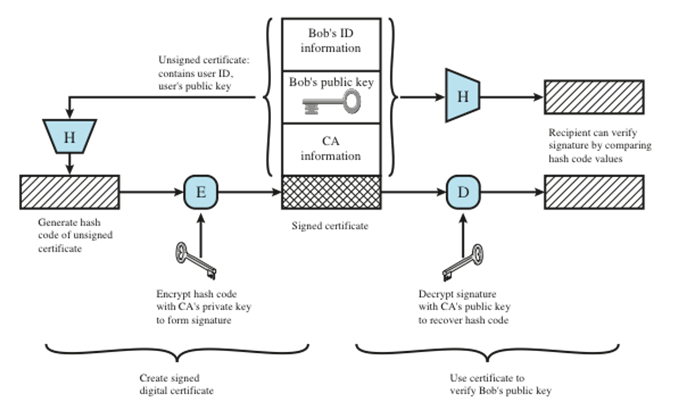 Bob's ID
information
Unsigned certificate:
contains user ID,
user's public key
Bob's public key
H
H
CA
information
Recipient can verify
signature by comparing
hash code values
E
D
Generate hash
code of unsigned
certificate
Signed certificate
Encrypt hash code
with CA's private key
to form signature
Decrypt signature
with CA's public key
to recover hash code
Create signed
digital certificate
Use certificate to
verify Bob's public key